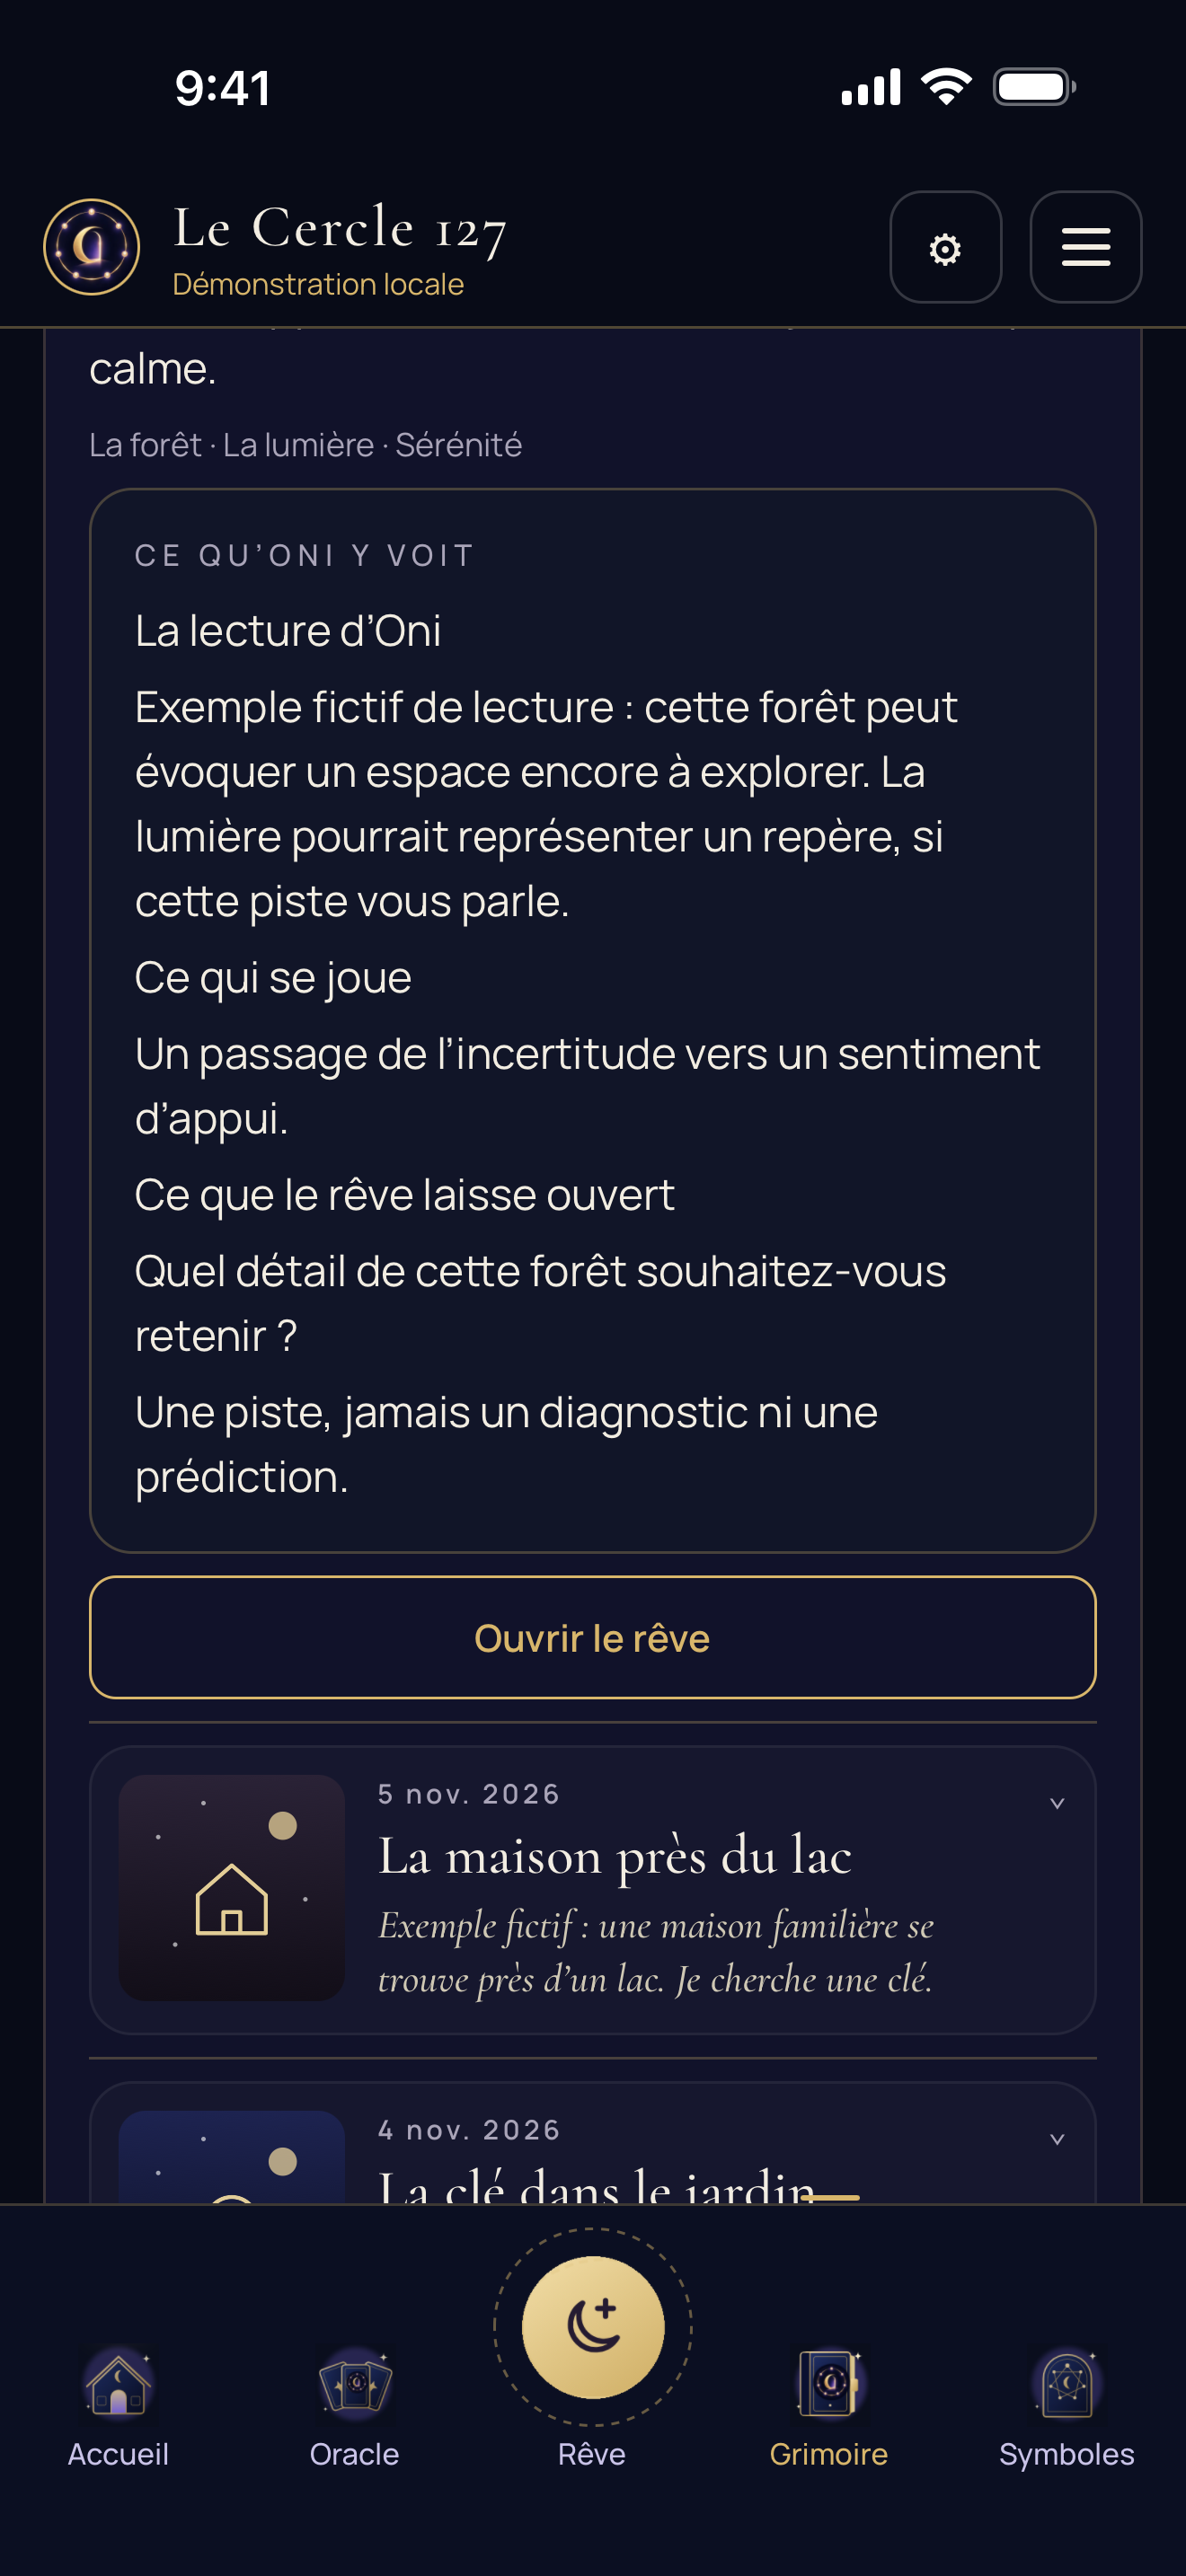 9:41
Le Cercle 127
Démonstration locale
calme.
La forêt · La lumière · Sérénité
CE QU’ONI Y VOIT
La lecture d’Oni
Exemple fictif de lecture : cette forêt peut
évoquer un espace encore à explorer. La
lumière pourrait représenter un repère, si
cette piste vous parle.
Ce qui se joue
Un passage de l’incertitude vers un sentiment
d’appui.
Ce que le rêve laisse ouvert
Quel détail de cette forêt souhaitez-vous
retenir ?
Une piste, jamais un diagnostic ni une
prédiction.
Ouvrir le rêve
5 nov. 2026
La maison près du lac
Exemple fictif : une maison familière se
trouve près d’un lac. Je cherche une clé.
4 nov. 2026
La clé dans le jardin
Accueil
Oracle
Rêve
Grimoire
Symboles